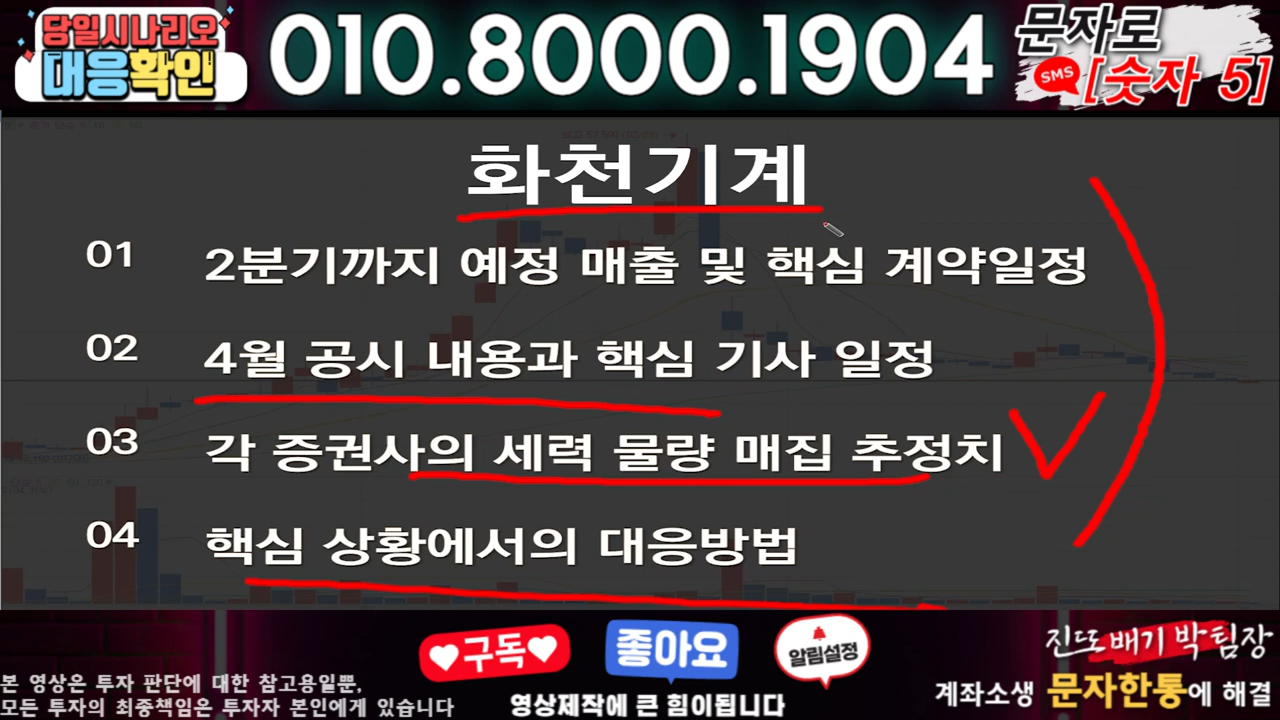 당일시나리오
대응확인
010.8000.1904
문자로
SMS [숫자 5]
화천기계
01 2분기까지 예정 매출 및 핵심 계약일정
02 4월 공시 내용과 핵심 기사 일정
03 각 증권사의 세력 물량 매집 추정치
04 핵심 상황에서의 대응방법
구독
좋아요
알림설정
진또배기 박팀장
본 영상은 투자 판단에 대한 참고용일뿐,
모든 투자의 최종책임은 투자자 본인에게 있습니다
영상제작에 큰 힘이됩니다
계좌소생 문자한통에 해결